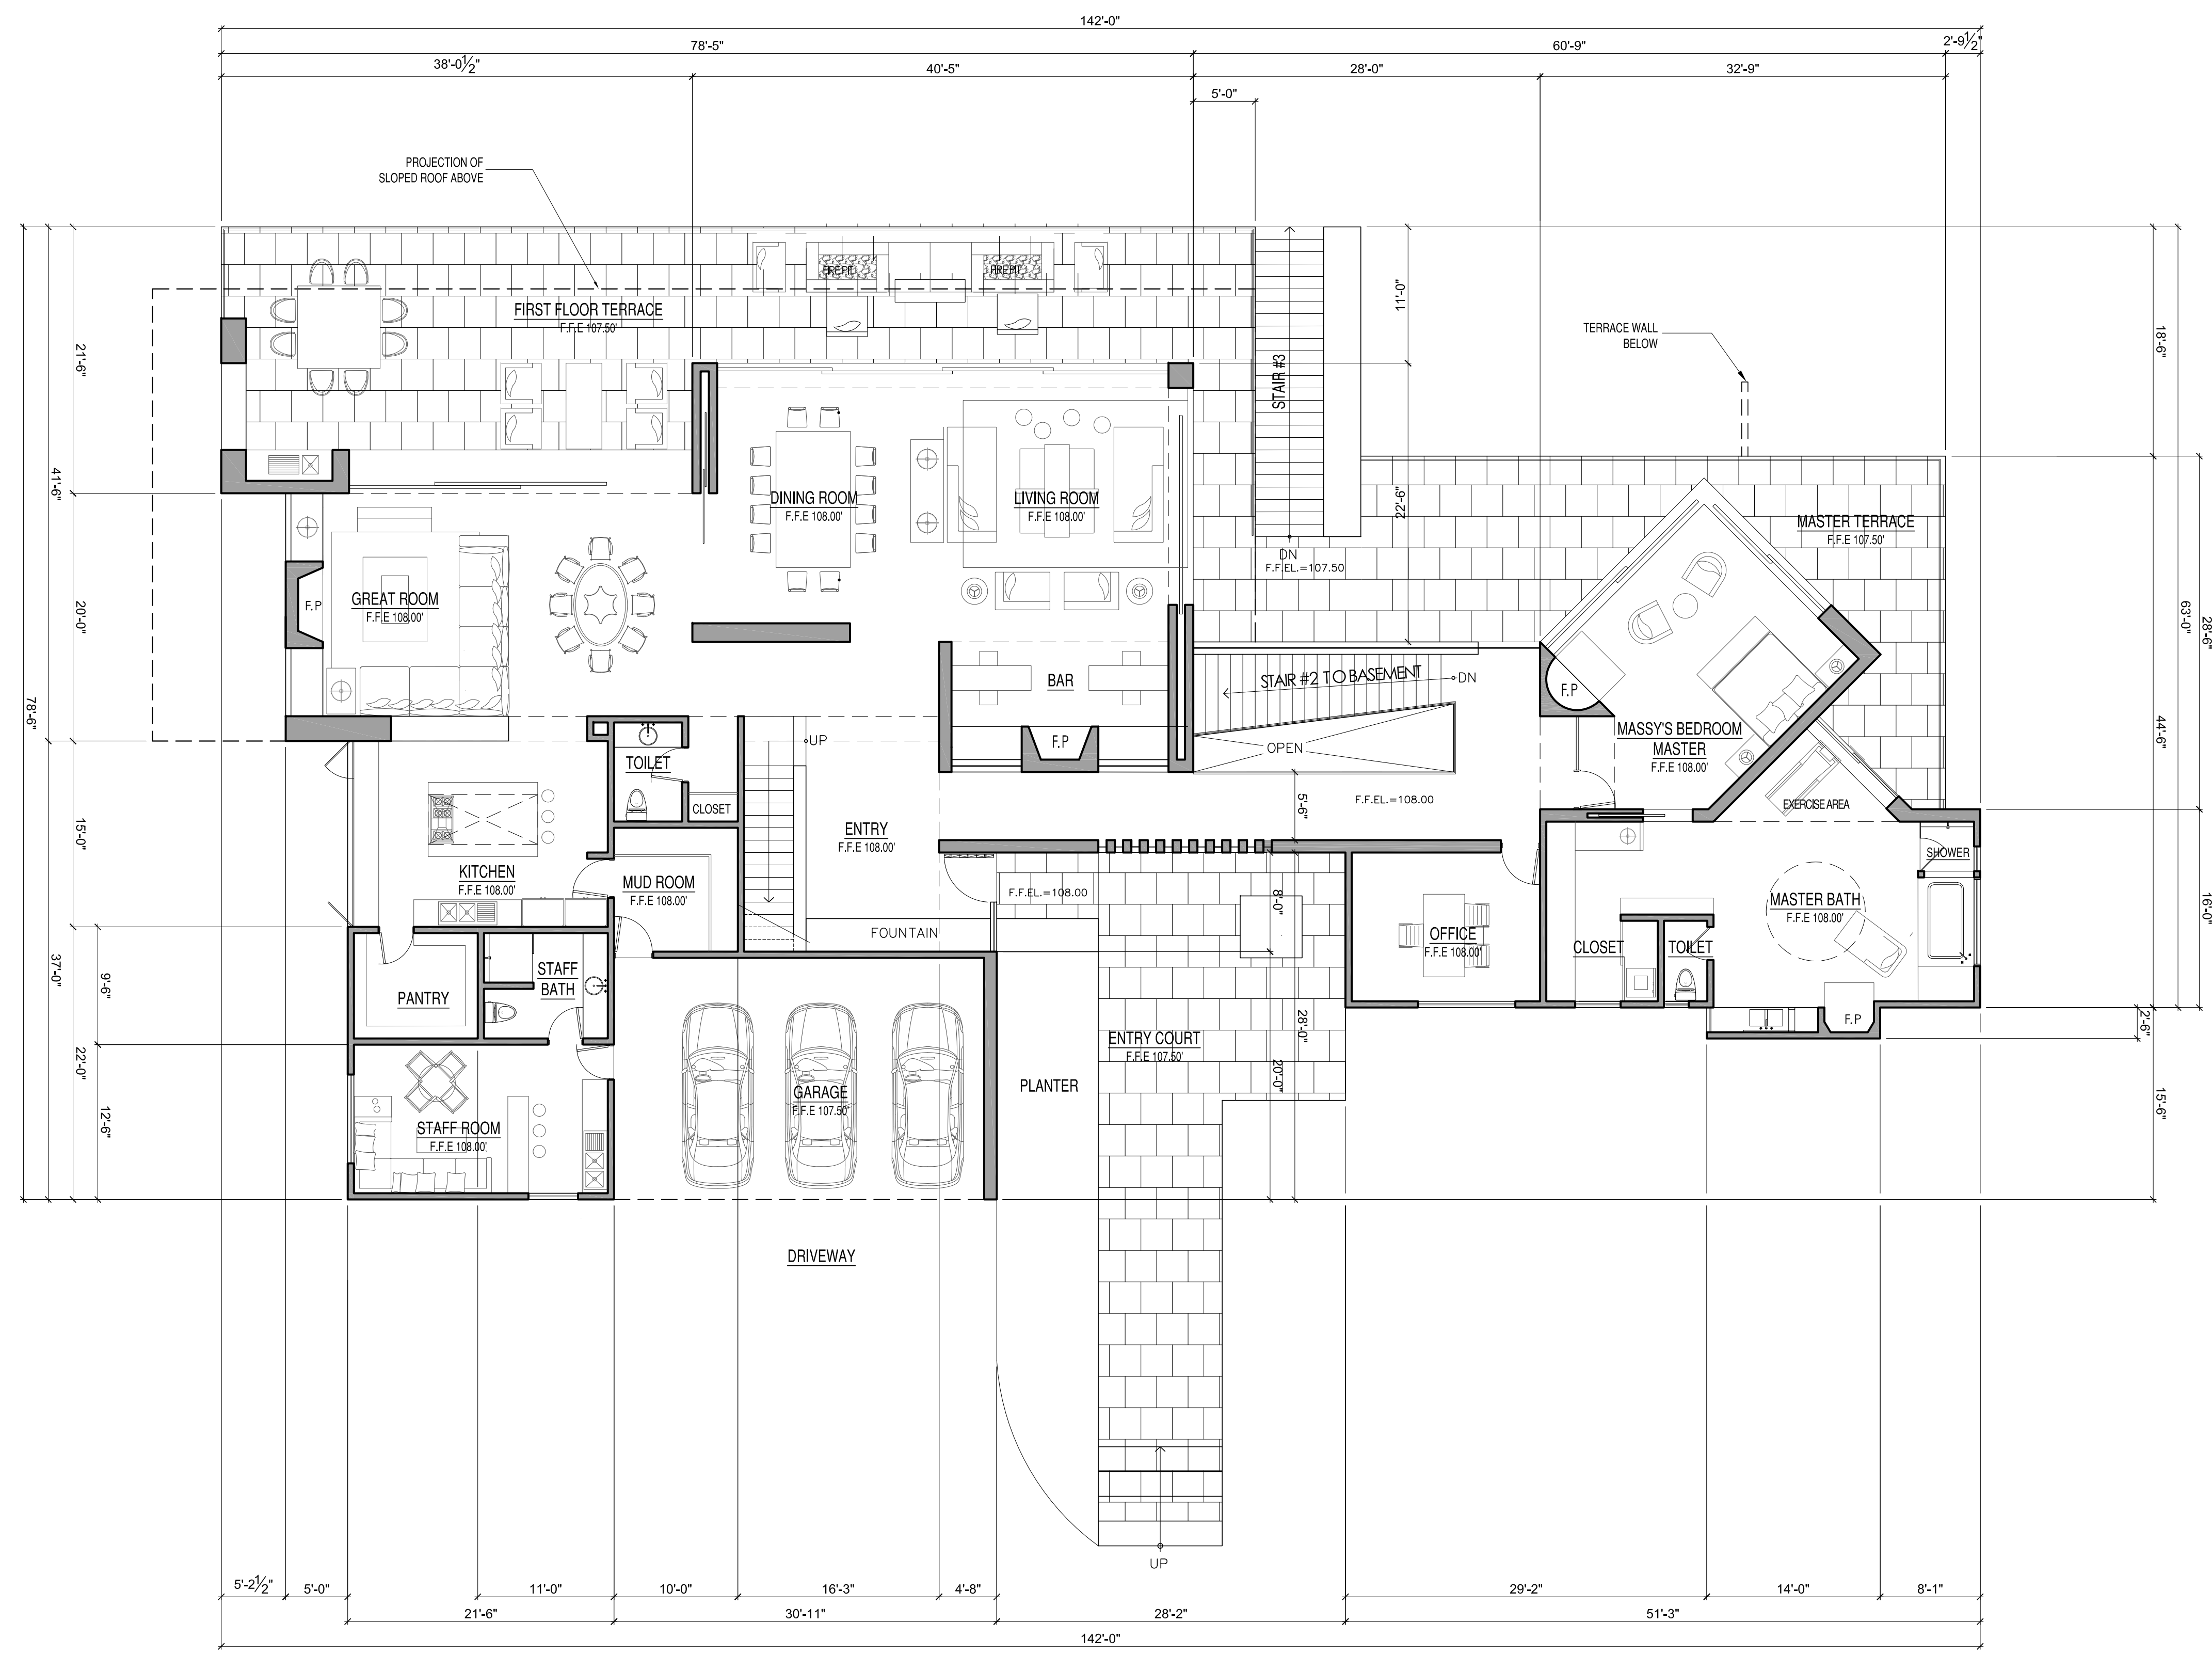 142'-0"
78'-5"
60'-9"
2'-9½"
38'-0½"
40'-5"
28'-0"
32'-9"
5'-0"
PROJECTION OF
SLOPED ROOF ABOVE
FIRE PIT
FIRE PIT
FIRST FLOOR TERRACE
F.F.E 107.50'
11'-0"
18'-6"
TERRACE WALL
BELOW
21'-6"
STAIR #3
41'-6"
DINING ROOM
F.F.E 108.00'
LIVING ROOM
F.F.E 108.00'
22'-6"
MASTER TERRACE
F.F.E 107.50'
DN
F.F.EL.=107.50
F.P
GREAT ROOM
F.F.E 108.00'
20'-0"
63'-0"
28'-6"
78'-6"
BAR
STAIR #2 TO BASEMENT
DN
F.P
MASSY'S BEDROOM
MASTER
F.F.E 108.00'
44'-6"
UP
F.P
OPEN
TOILET
CLOSET
5'-6"
F.F.EL.=108.00
EXERCISE AREA
15'-0"
ENTRY
F.F.E 108.00'
SHOWER
KITCHEN
F.F.E 108.00'
MUD ROOM
F.F.E 108.00'
F.F.EL.=108.00
8'-0"
MASTER BATH
F.F.E 108.00'
16'-0"
FOUNTAIN
OFFICE
F.F.E 108.00'
CLOSET
TOILET
37'-0"
9'-6"
STAFF
BATH
PANTRY
28'-0"
F.P
2'-6"
ENTRY COURT
F.F.E 107.50'
22'-0"
20'-0"
PLANTER
GARAGE
F.F.E 107.50'
12'-6"
STAFF ROOM
F.F.E 108.00'
15'-6"
DRIVEWAY
UP
5'-2½"
5'-0"
11'-0"
10'-0"
16'-3"
4'-8"
29'-2"
14'-0"
8'-1"
21'-6"
30'-11"
28'-2"
51'-3"
142'-0"